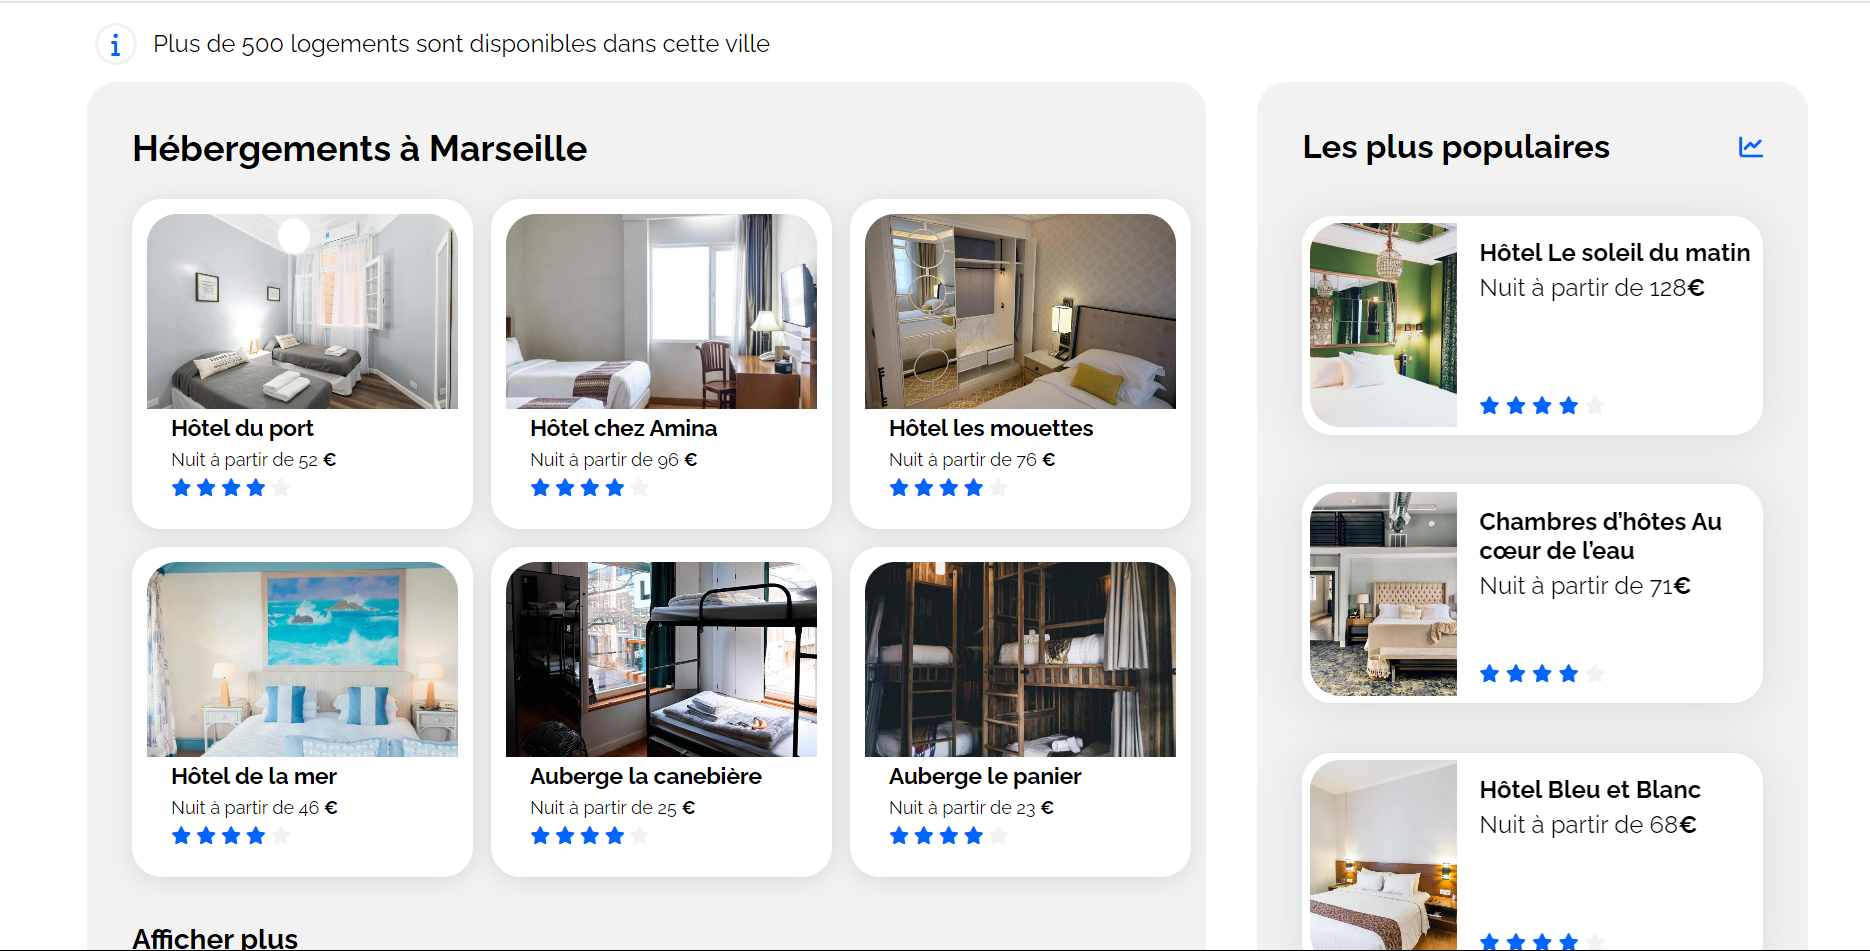 Plus de 500 logements sont disponibles dans cette ville
Hébergements à Marseille
Hôtel du port
Nuit à partir de 52 €
Hôtel chez Amina
Nuit à partir de 96 €
Hôtel les mouettes
Nuit à partir de 76 €
Hôtel de la mer
Nuit à partir de 46 €
Auberge la canebière
Nuit à partir de 25 €
Auberge le panier
Nuit à partir de 23 €
Afficher plus
Les plus populaires
Hôtel Le soleil du matin
Nuit à partir de 128€
Chambres d’hôtes Au
cœur de l’eau
Nuit à partir de 71€
Hôtel Bleu et Blanc
Nuit à partir de 68€